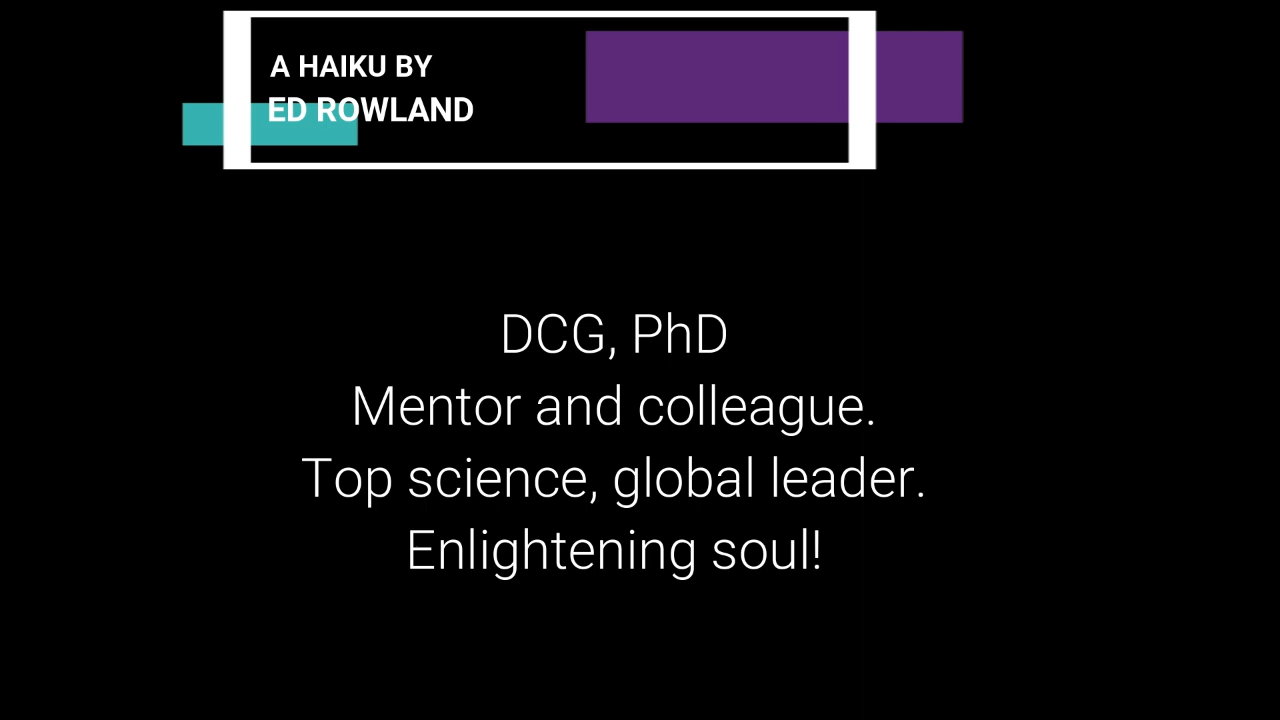 A HAIKU BY
ED ROWLAND
DCG, PhD
Mentor and colleague.
Top science, global leader.
Enlightening soul!